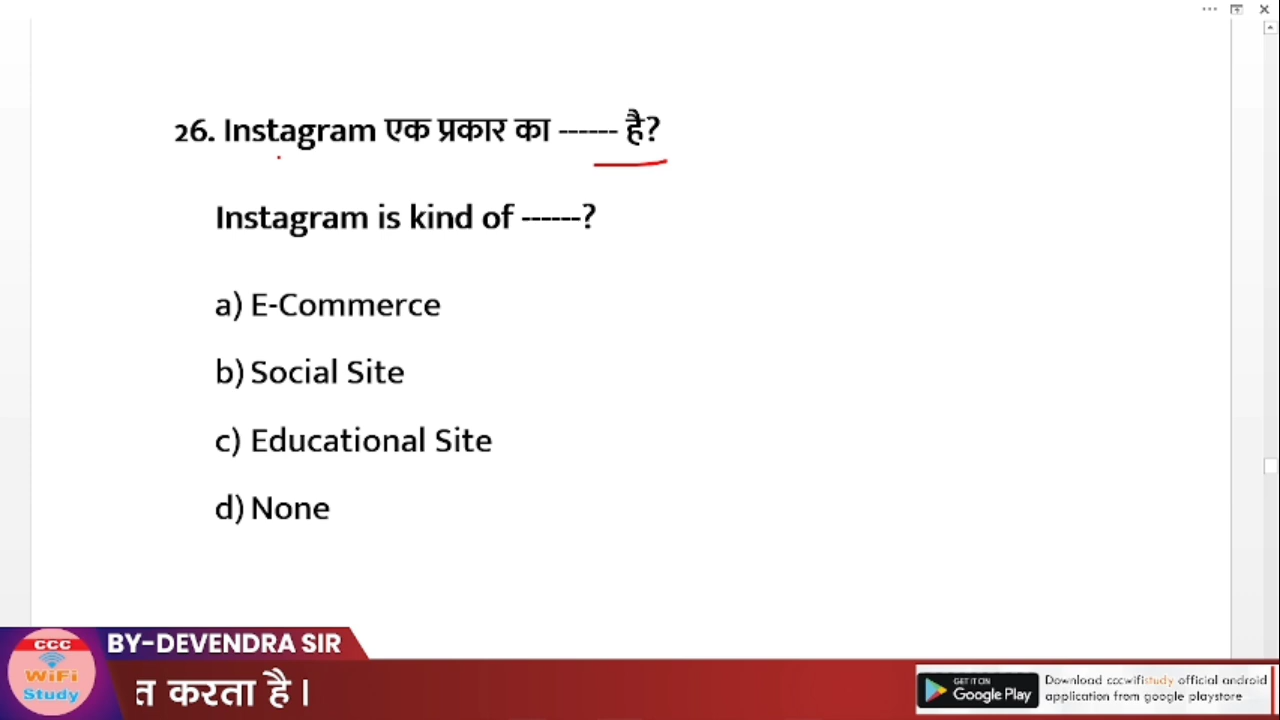 26. Instagram एक प्रकार का ------ है?
Instagram is kind of ------?
a) E-Commerce
b) Social Site
c) Educational Site
d) None
CCC
WiFi
Study
BY-DEVENDRA SIR
त करता है।
GET IT ON
Google Play
Download cccwifistudy official android
application from google playstore